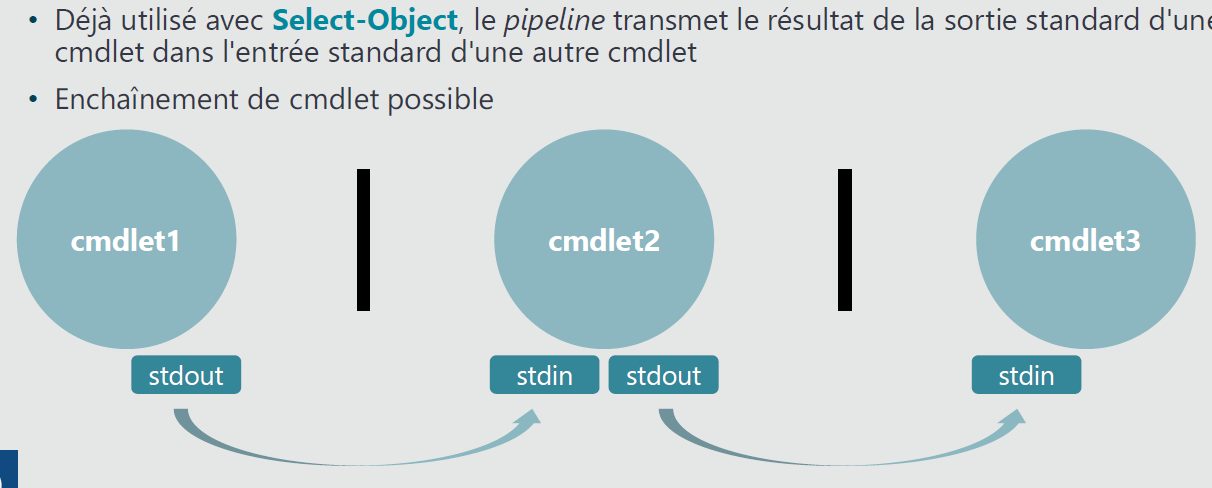 • Déjà utilisé avec Select-Object, le pipeline transmet le résultat de la sortie standard d'une
cmdlet dans l'entrée standard d'une autre cmdlet
• Enchaînement de cmdlet possible
cmdlet1 | cmdlet2 | cmdlet3
stdout stdin stdout stdin